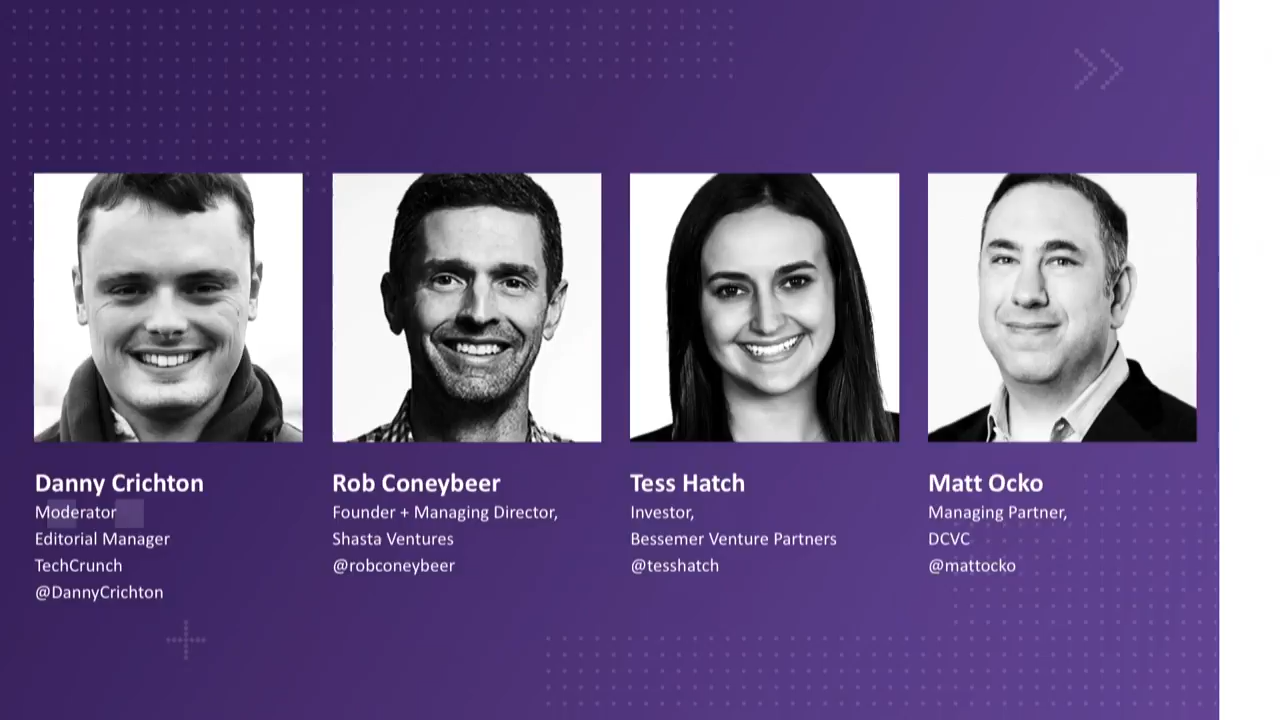 Danny Crichton
Moderator
Editorial Manager
TechCrunch
@DannyCrichton
Rob Coneybeer
Founder + Managing Director,
Shasta Ventures
@robconeybeer
Tess Hatch
Investor,
Bessemer Venture Partners
@tesshatch
Matt Ocko
Managing Partner,
DCVC
@mattocko